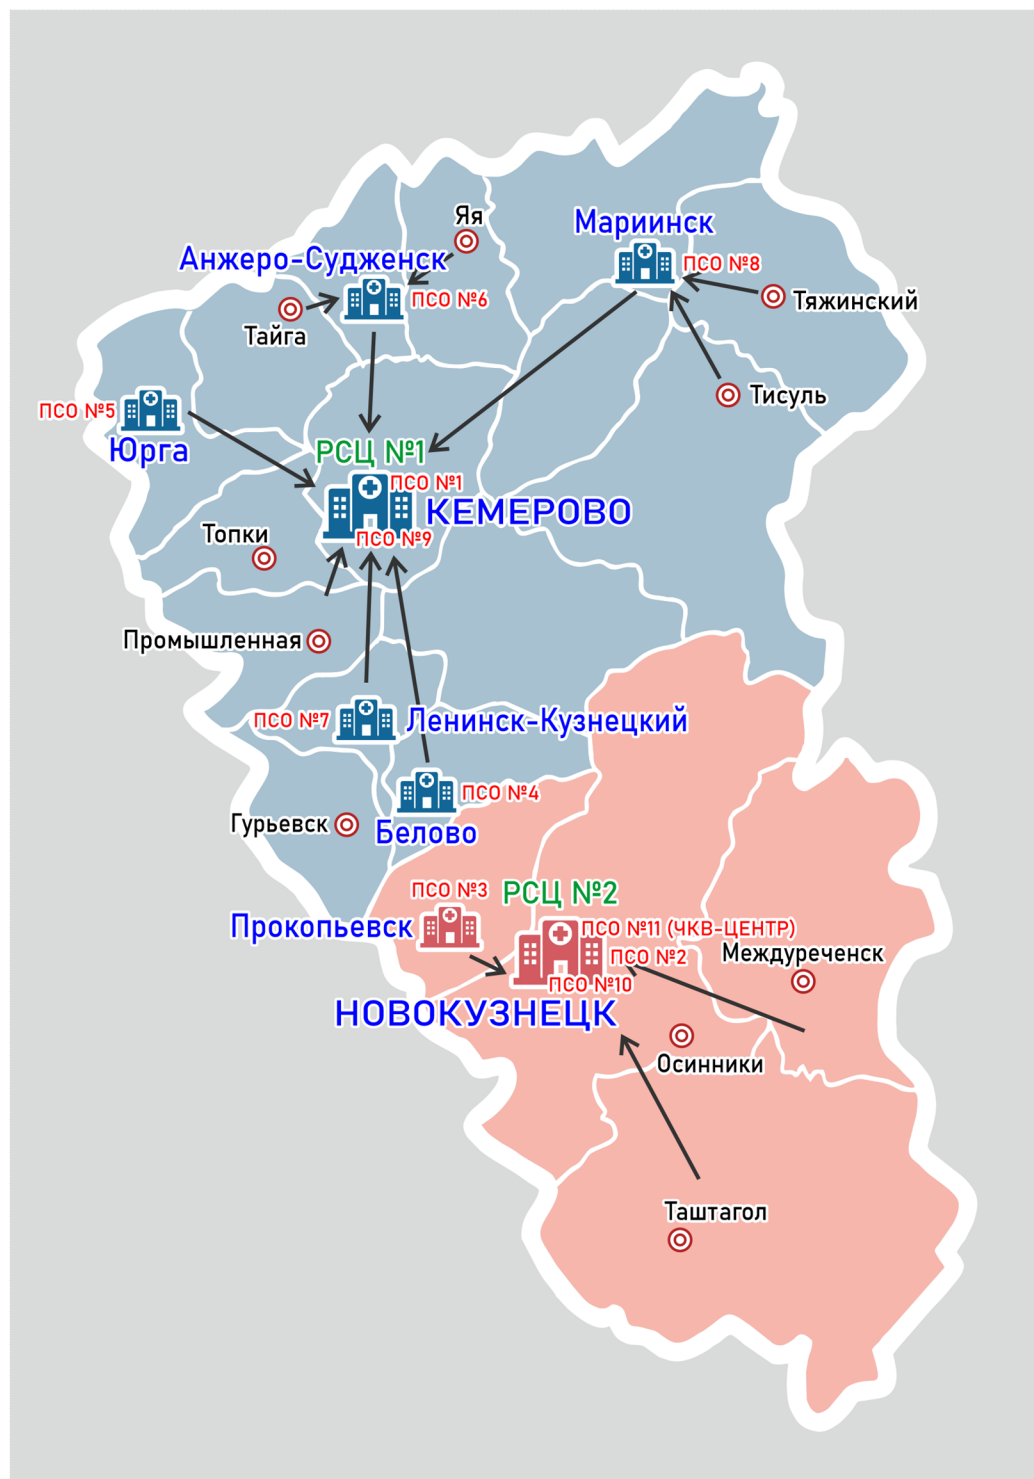 Яя
Мариинск
Анжеро-Судженск
ПСО №8
ПСО №6
Тяжинский
Тайга
Тисуль
ПСО №5
Юрга
РСЦ №1
ПСО №1
КЕМЕРОВО
Топки
ПСО №9
Промышленная
ПСО №7
Ленинск-Кузнецкий
ПСО №4
Гурьевск
Белово
ПСО №3
РСЦ №2
Прокопьевск
ПСО №11 (ЧКВ-ЦЕНТР)
ПСО №2
Междуреченск
ПСО №10
НОВОКУЗНЕЦК
Осинники
Таштагол